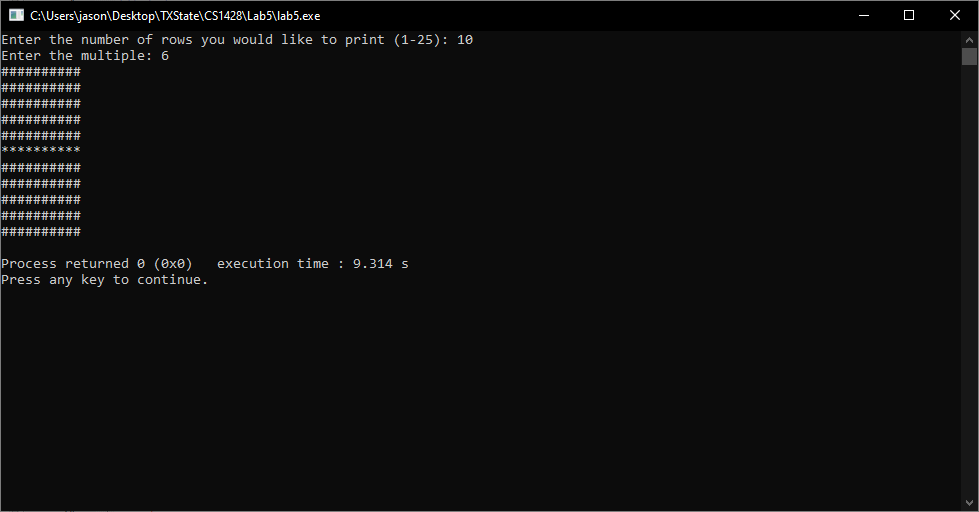 C:\Users\jason\Desktop\TXState\CS1428\Lab5\lab5.exe
Enter the number of rows you would like to print (1-25): 10
Enter the multiple: 6
##########
##########
##########
##########
##########
**********
##########
##########
##########
##########
##########
Process returned 0 (0x0)   execution time : 9.314 s
Press any key to continue.